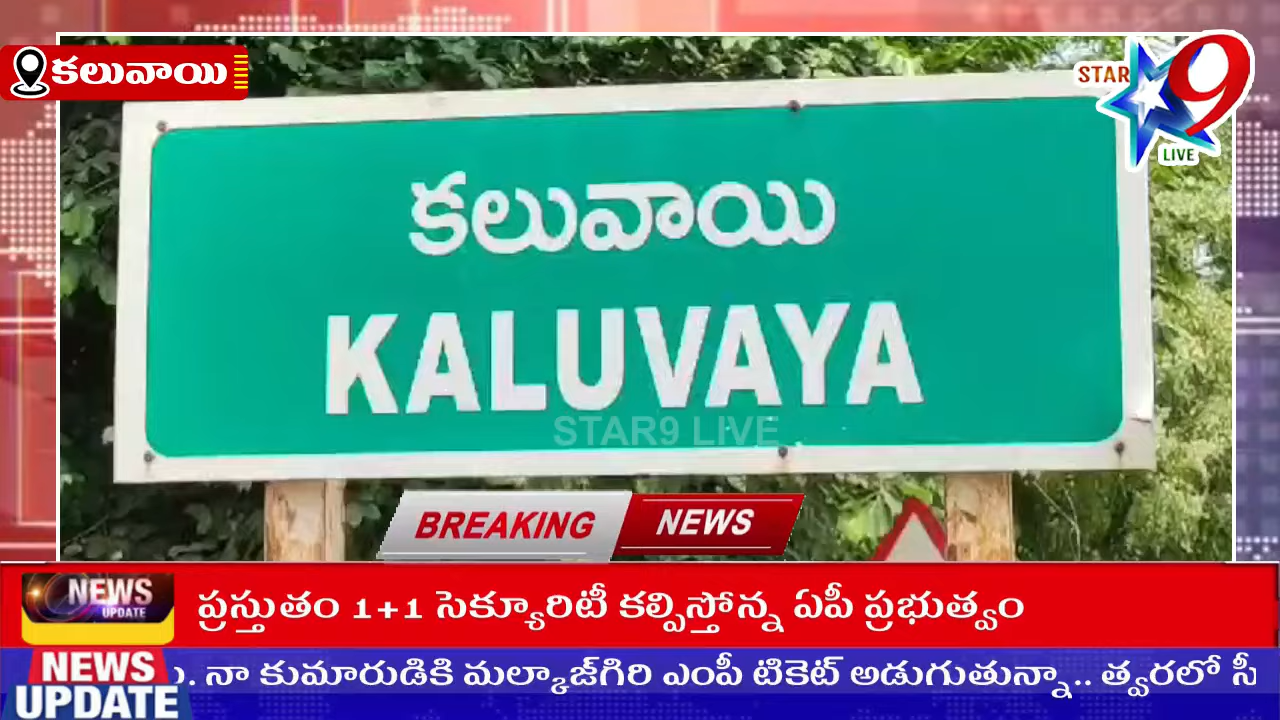 కలువాయి
STAR 9
LIVE
కలువాయి
KALUVAYA
STAR9 LIVE
BREAKING NEWS
NEWS
UPDATE
ప్రస్తుతం 1+1 సెక్యూరిటీ కల్పిస్తోన్న ఏపీ ప్రభుత్వం
NEWS
UPDATE
నా కుమారుడికి మల్కాజ్‌గిరి ఎంపీ టికెట్ అడుగుతున్నా.. త్వరలో